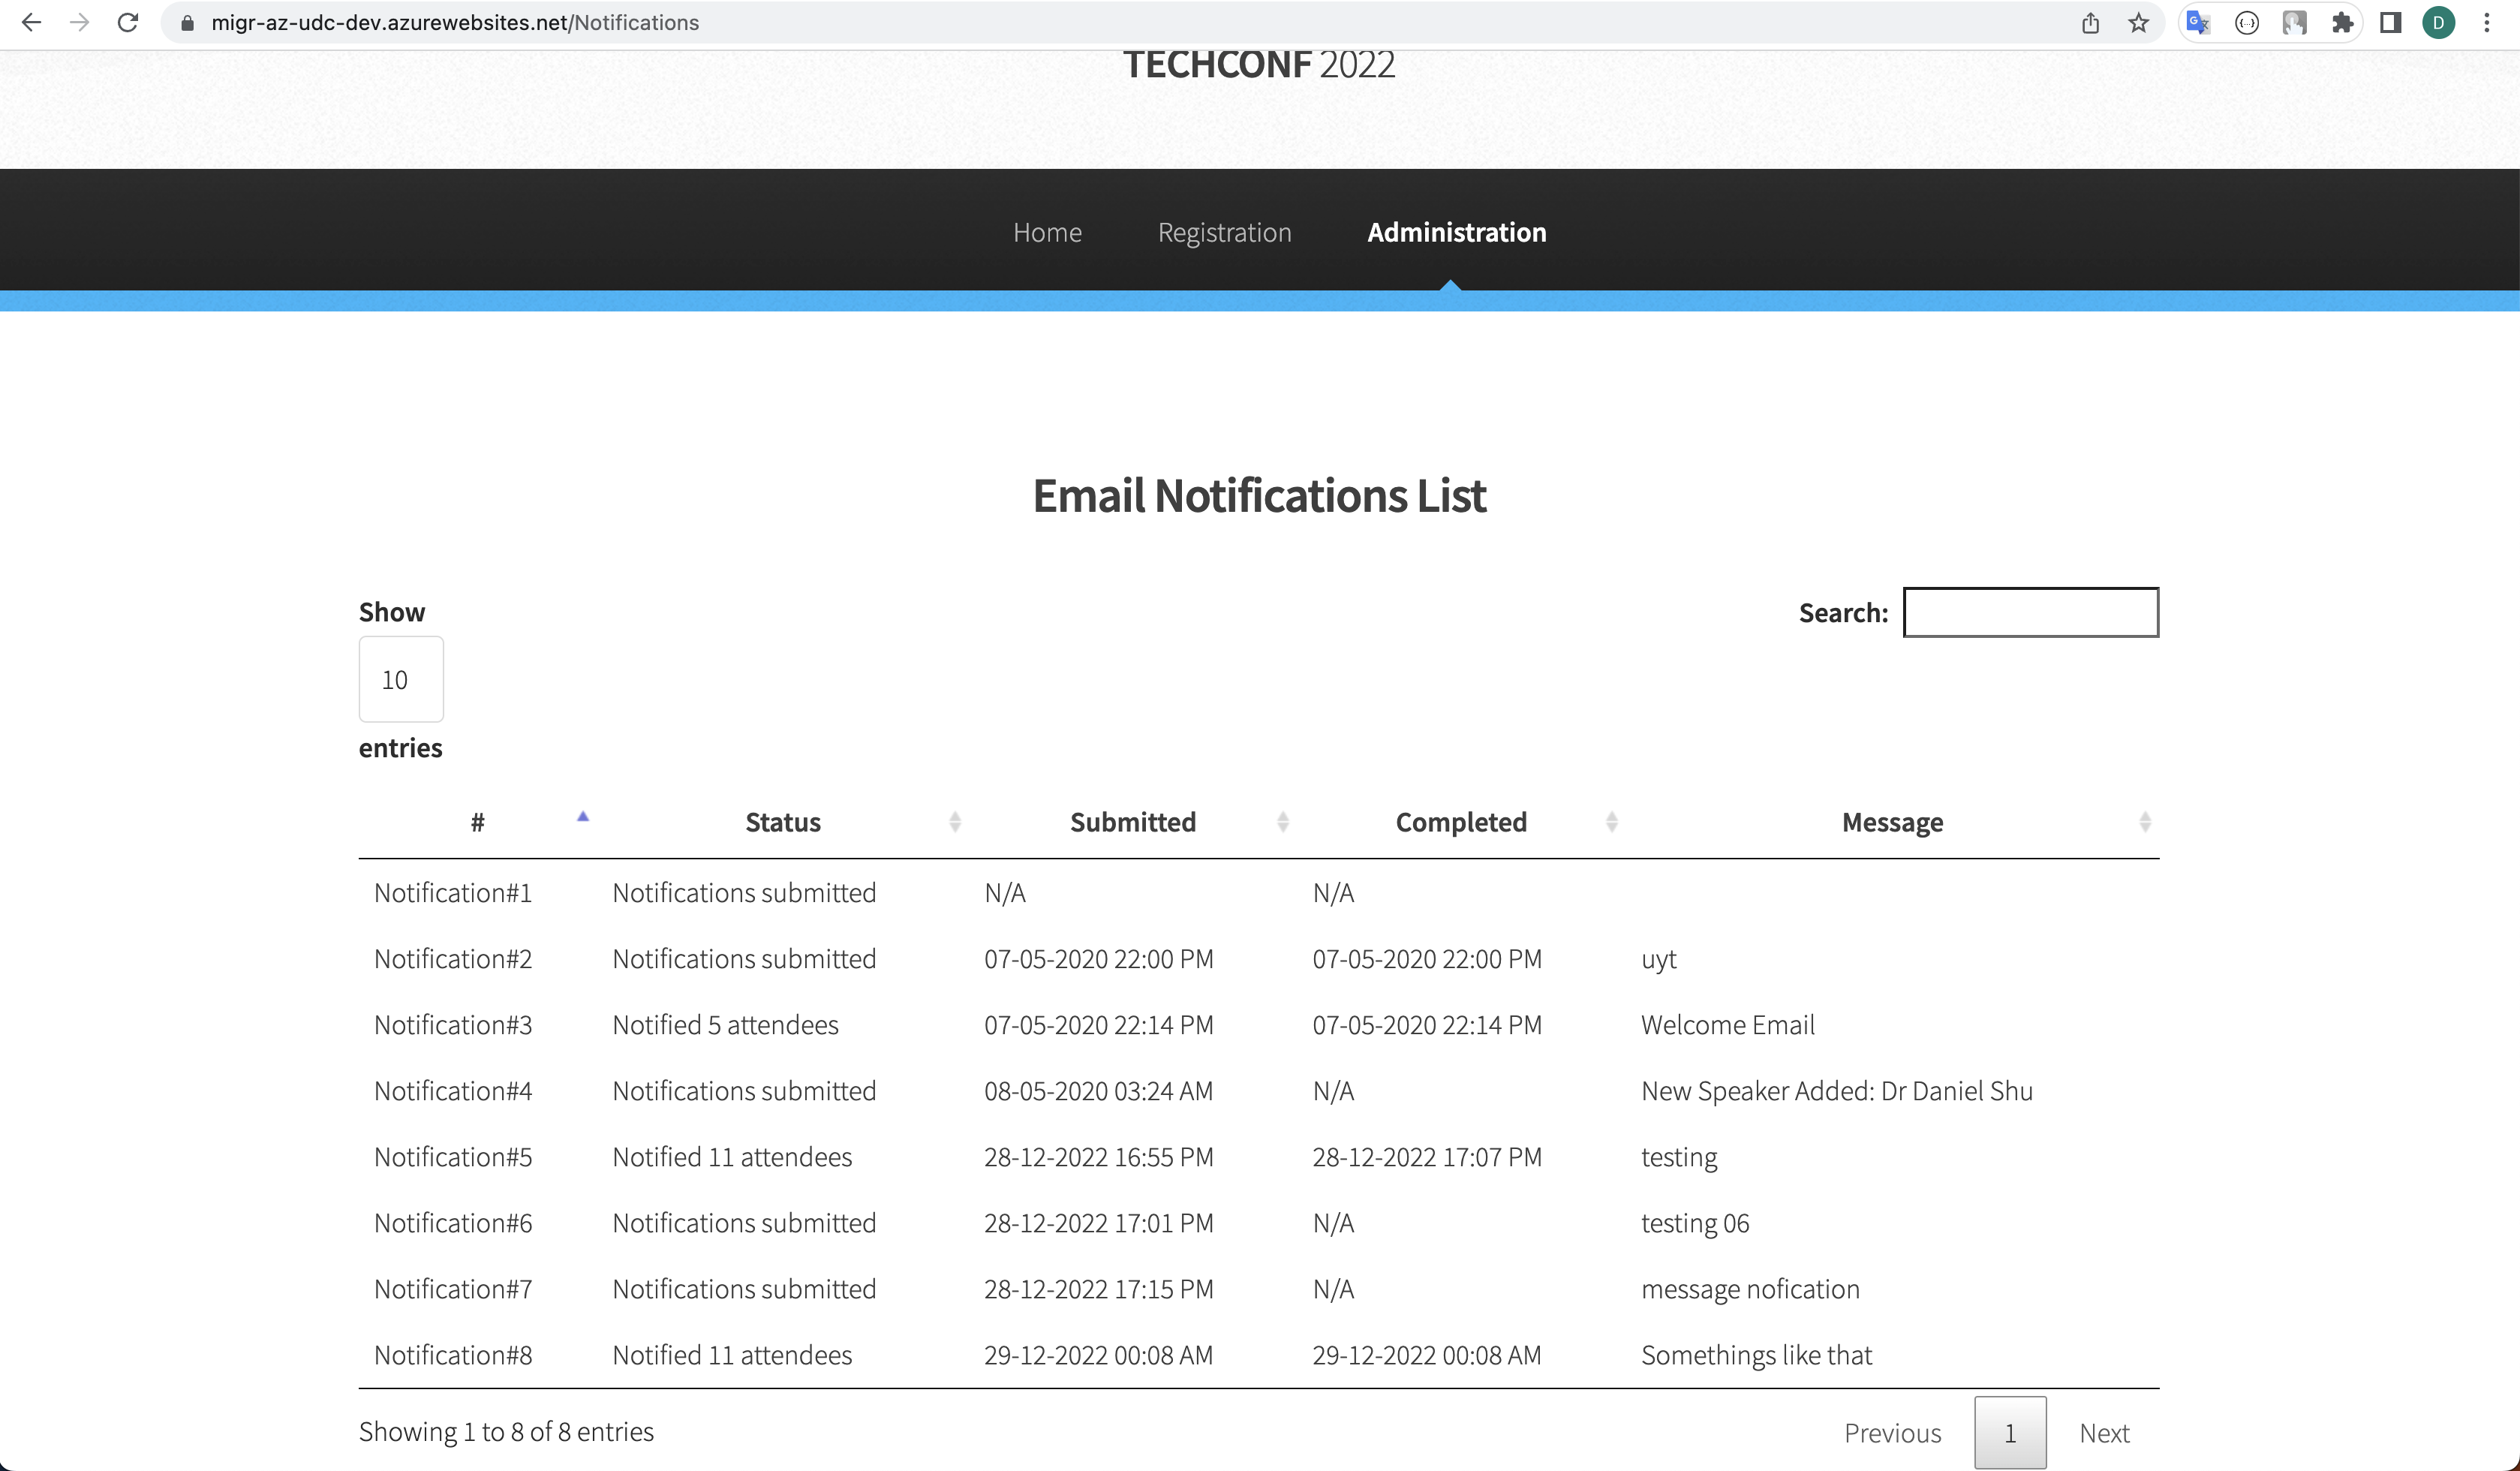 migr-az-udc-dev.azurewebsites.net/Notifications
D
TECHCONF 2022
Home Registration Administration
Email Notifications List
Show
10
entries
Search:
# Status Submitted Completed Message
Notification#1 Notifications submitted N/A N/A
Notification#2 Notifications submitted 07-05-2020 22:00 PM 07-05-2020 22:00 PM uyt
Notification#3 Notified 5 attendees 07-05-2020 22:14 PM 07-05-2020 22:14 PM Welcome Email
Notification#4 Notifications submitted 08-05-2020 03:24 AM N/A New Speaker Added: Dr Daniel Shu
Notification#5 Notified 11 attendees 28-12-2022 16:55 PM 28-12-2022 17:07 PM testing
Notification#6 Notifications submitted 28-12-2022 17:01 PM N/A testing 06
Notification#7 Notifications submitted 28-12-2022 17:15 PM N/A message nofication
Notification#8 Notified 11 attendees 29-12-2022 00:08 AM 29-12-2022 00:08 AM Somethings like that
Showing 1 to 8 of 8 entries
Previous 1 Next